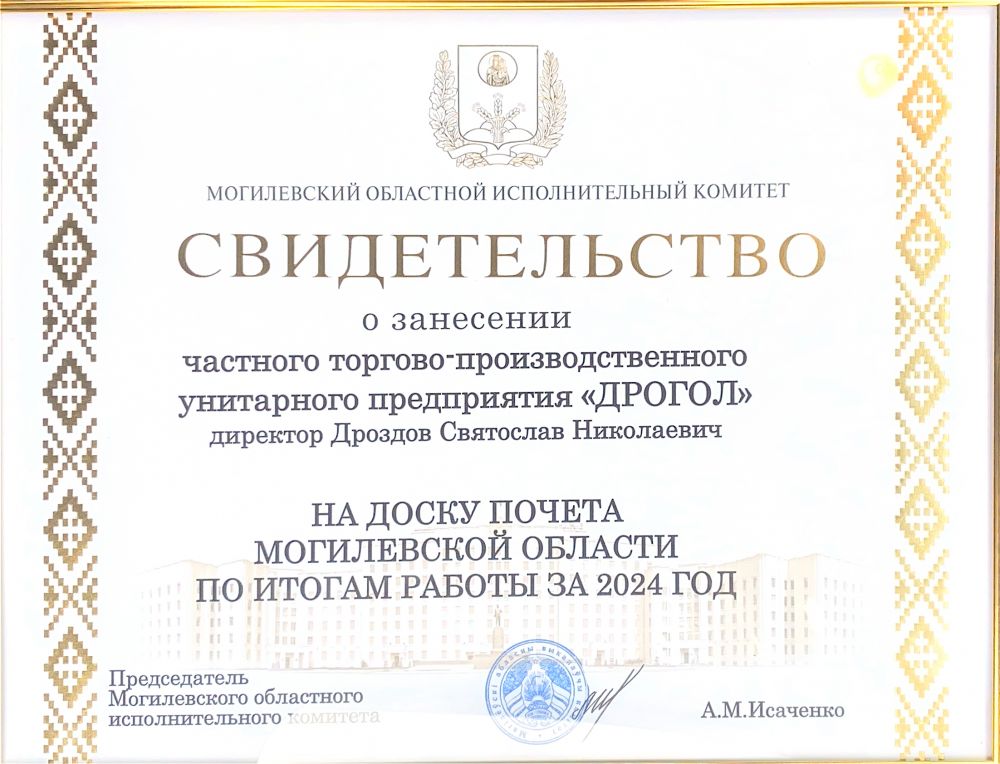 МОГИЛЕВСКИЙ ОБЛАСТНОЙ ИСПОЛНИТЕЛЬНЫЙ КОМИТЕТ
СВИДЕТЕЛЬСТВО
о занесении
частного торгово-производственного
унитарного предприятия «ДРОГОЛ»
директор Дроздов Святослав Николаевич
НА ДОСКУ ПОЧЕТА
МОГИЛЕВСКОЙ ОБЛАСТИ
ПО ИТОГАМ РАБОТЫ ЗА 2024 ГОД
Председатель
Могилевского областного
исполнительного комитета
А.М.Исаченко